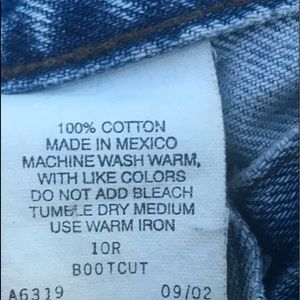 100% COTTON
MADE IN MEXICO
MACHINE WASH WARM,
WITH LIKE COLORS
DO NOT ADD BLEACH
TUMBLE DRY MEDIUM
USE WARM IRON
10R
BOOTCUT
A6319 09/02